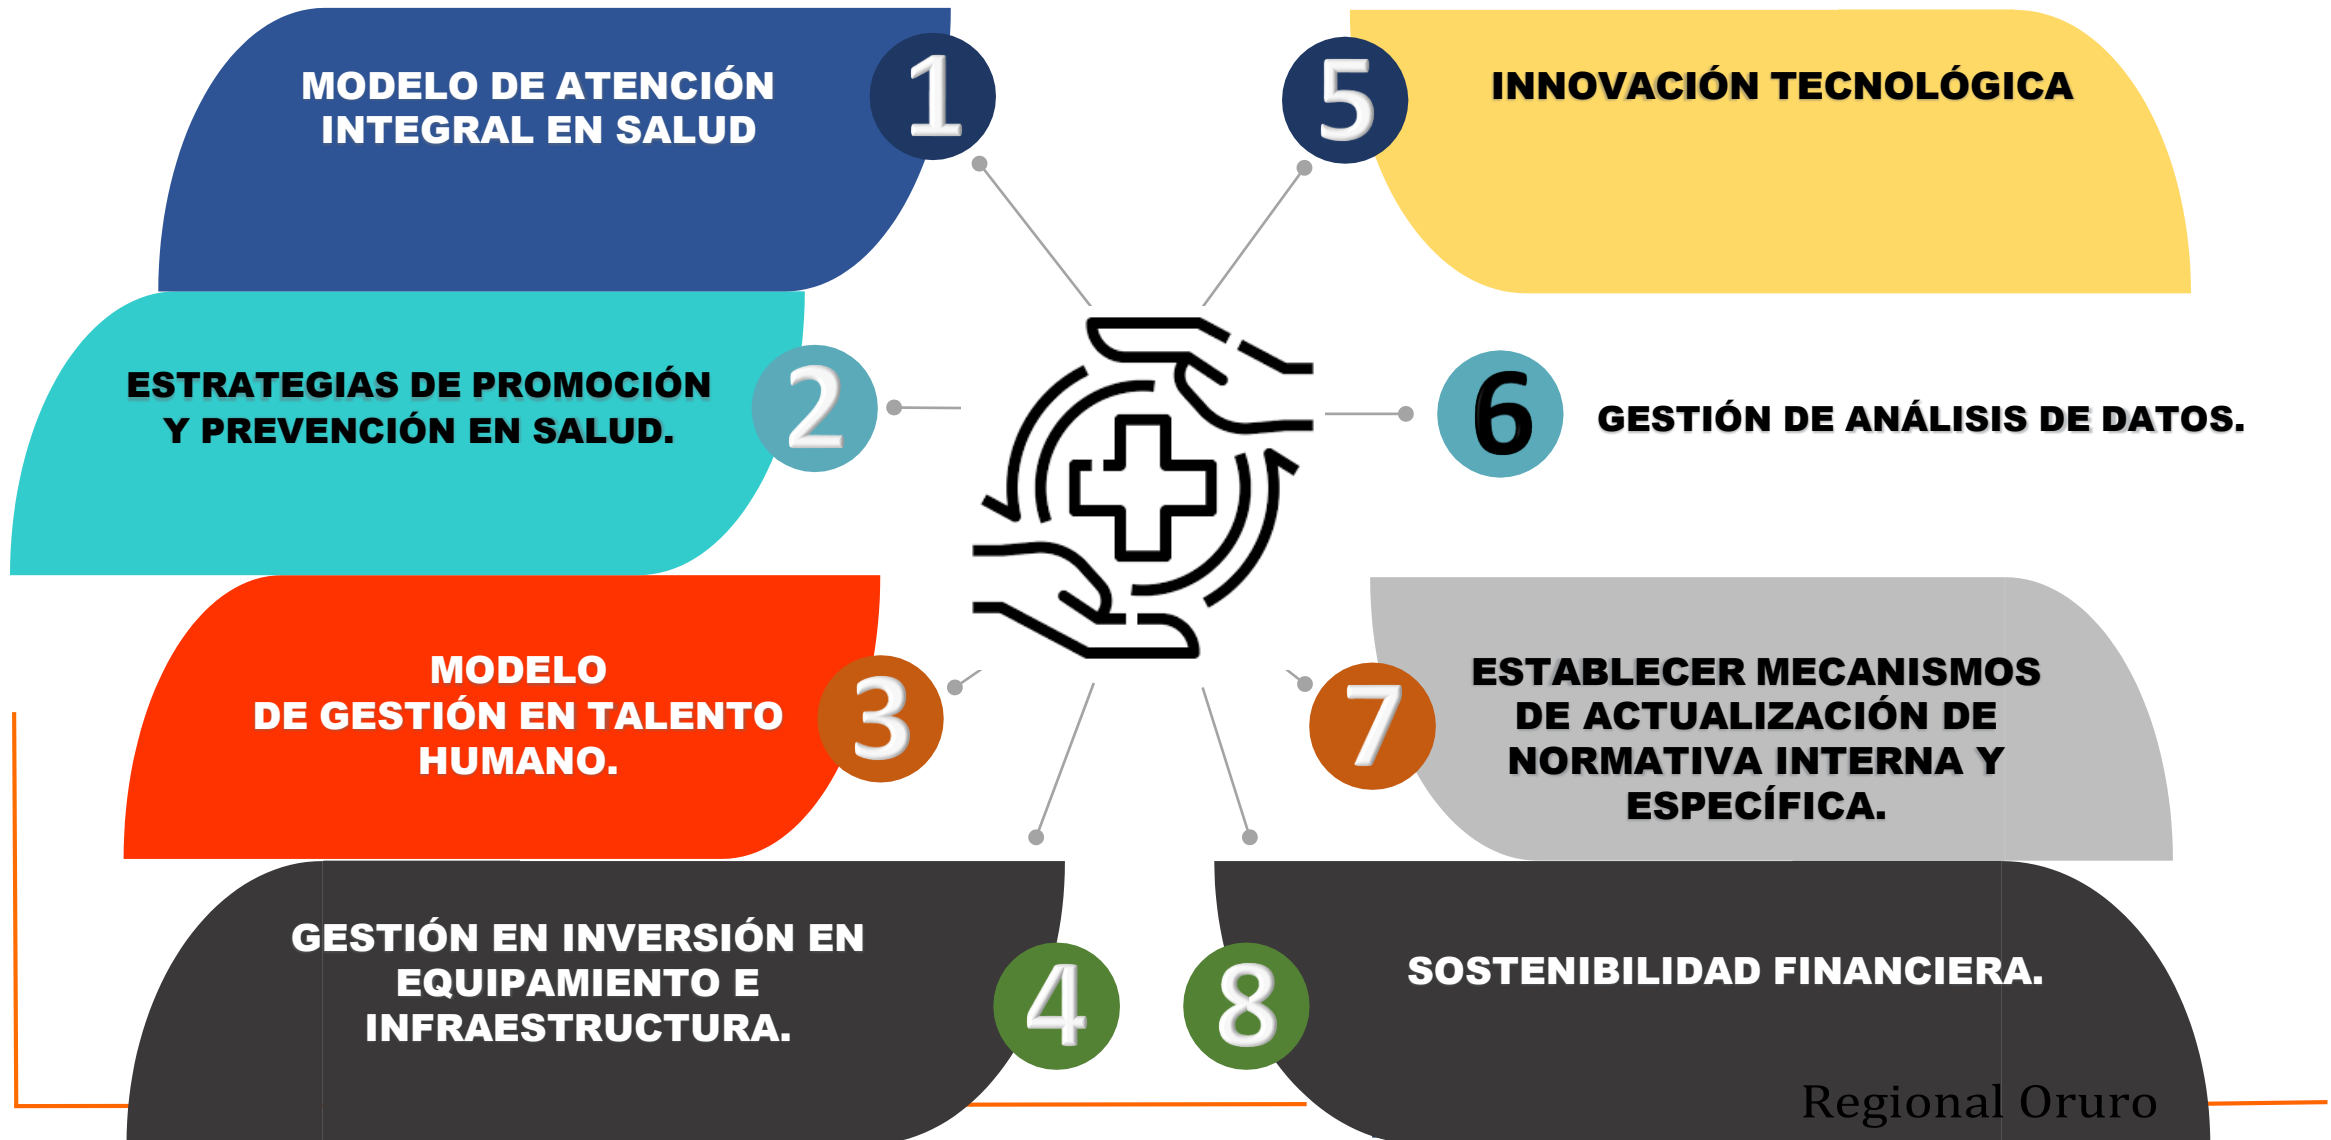 MODELO DE ATENCIÓN
INTEGRAL EN SALUD
1
ESTRATEGIAS DE PROMOCIÓN
Y PREVENCIÓN EN SALUD.
2
MODELO
DE GESTIÓN EN TALENTO
HUMANO.
3
GESTIÓN EN INVERSIÓN EN
EQUIPAMIENTO E
INFRAESTRUCTURA.
4
5
INNOVACIÓN TECNOLÓGICA
6
GESTIÓN DE ANÁLISIS DE DATOS.
7
ESTABLECER MECANISMOS
DE ACTUALIZACIÓN DE
NORMATIVA INTERNA Y
ESPECÍFICA.
8
SOSTENIBILIDAD FINANCIERA.
Regional Oruro